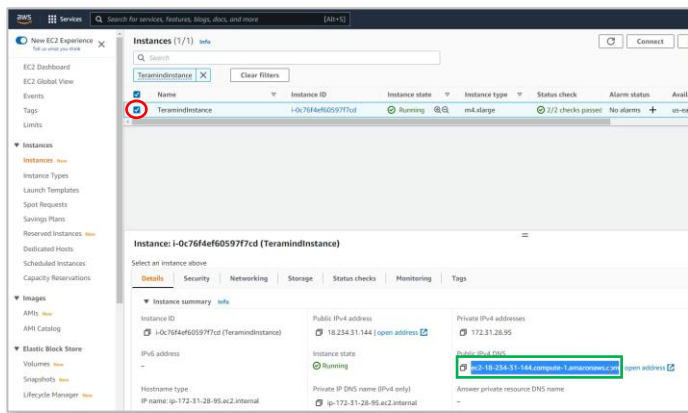 aws Services Search for services, features, blogs, docs, and more [Alt+S]
New EC2 Experience
Tell us what you think
EC2 Dashboard
EC2 Global View
Events
Tags
Limits
Instances
Instances New
Instance Types
Launch Templates
Spot Requests
Savings Plans
Reserved Instances New
Dedicated Hosts
Scheduled Instances
Capacity Reservations
Images
AMIs New
AMI Catalog
Elastic Block Store
Volumes New
Snapshots New
Lifecycle Manager New
Instances (1/1) Info
Connect
Search
Teramindinstance X Clear filters
Name Instance ID Instance state Instance type Status check Alarm status Avail
TeramindInstance i-0c76f4ef60597f7cd Running m4.xlarge 2/2 checks passed No alarms + us-ea
Instance: i-0c76f4ef60597f7cd (TeramindInstance)
Select an instance above
Details Security Networking Storage Status checks Monitoring Tags
Instance summary Info
Instance ID Public IPv4 address Private IPv4 addresses
i-0c76f4ef60597f7cd (TeramindInstance) 18.234.31.144 | open address 172.31.28.95
IPv6 address Instance state Public IPv4 DNS
– Running ec2-18-234-31-144.compute-1.amazonaws.com open address
Hostname type Private IP DNS name (IPv4 only) Answer private resource DNS name
IP name: ip-172-31-28-95.ec2.internal ip-172-31-28-95.ec2.internal –